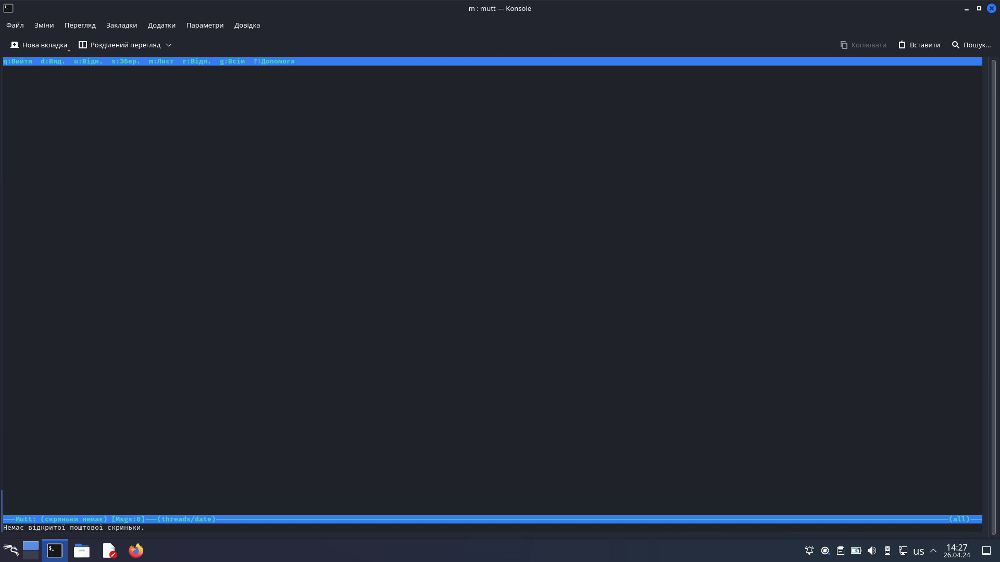 m : mutt — Konsole
Файл Зміни Перегляд Закладки Додатки Параметри Довідка
Нова вкладка Розділений перегляд Копіювати Вставити Пошук...
q:Вийти d:Вид. u:Відн. s:Збер. m:Лист r:Відп. g:Всім ?:Допомога
───Mutt: (скриньки немає) [Msgs:0]───(threads/date)───(all)───
Немає відкритої поштової скриньки.
us 14:27
26.04.24